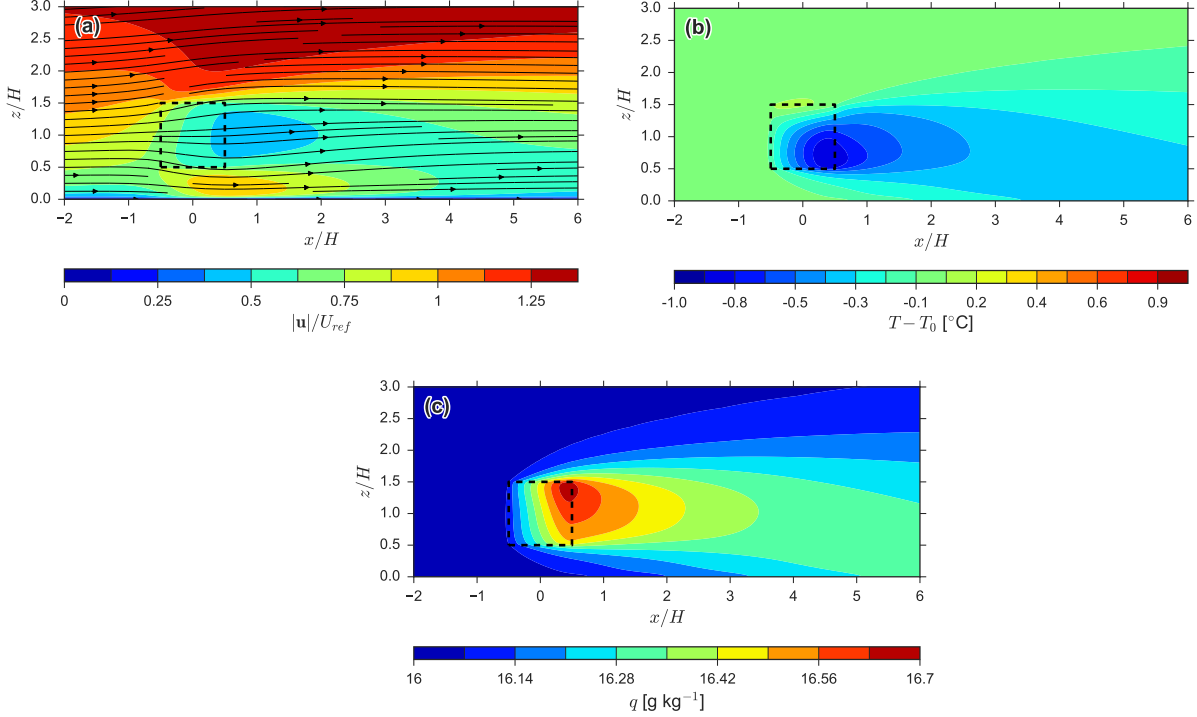 (a)
3.0
2.5
2.0
1.5
1.0
0.5
0.0
z/H
−2 −1 0 1 2 3 4 5 6
x/H
0 0.25 0.5 0.75 1 1.25
|u|/U_ref
(b)
3.0
2.5
2.0
1.5
1.0
0.5
0.0
z/H
−2 −1 0 1 2 3 4 5 6
x/H
-1.0 -0.8 -0.5 -0.3 -0.1 0.2 0.4 0.6 0.9
T − T₀ [°C]
(c)
3.0
2.5
2.0
1.5
1.0
0.5
0.0
z/H
−2 −1 0 1 2 3 4 5 6
x/H
16 16.14 16.28 16.42 16.56 16.7
q [g kg⁻¹]